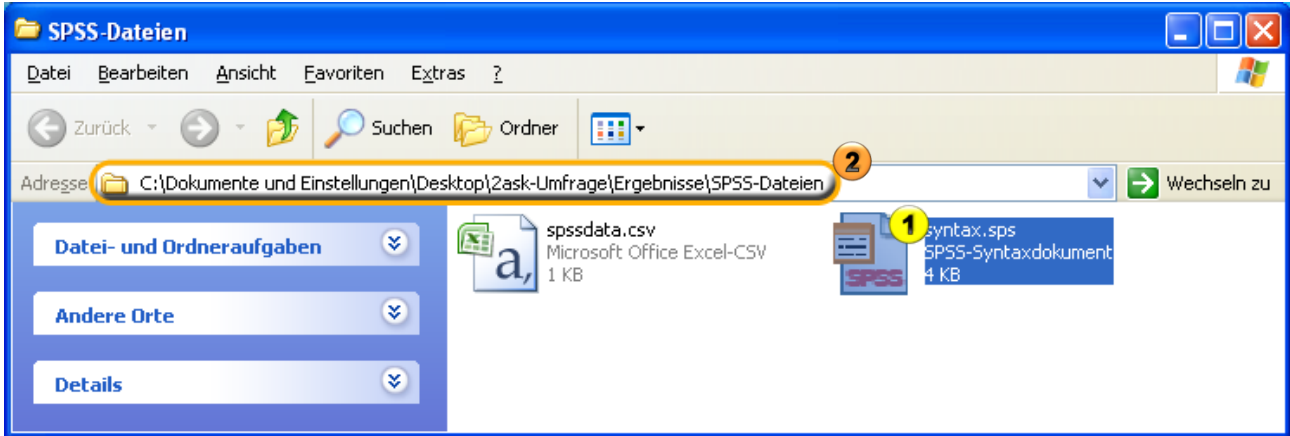 SPSS-Dateien
Datei Bearbeiten Ansicht Favoriten Extras ?
Zurück Suchen Ordner
Adresse C:\Dokumente und Einstellungen\Desktop\2ask-Umfrage\Ergebnisse\SPSS-Dateien 2 Wechseln zu
Datei- und Ordneraufgaben
Andere Orte
Details
spssdata.csv
Microsoft Office Excel-CSV
1 KB
a,
1
syntax.sps
SPSS-Syntaxdokument
4 KB
SPSS